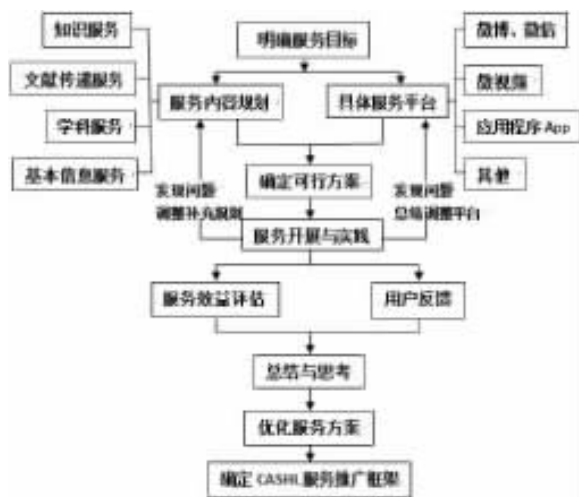 知识服务
明确服务目标
微博、微信
文献传递服务
服务内容规划
具体服务平台
微视频
学科服务
应用程序 App
基本信息服务
确定可行方案
其他
发现问题
调整补充规则
发现问题
总结调整平台
服务开展与实践
服务效益评估
用户反馈
总结与思考
优化服务方案
确定 CASHL 服务推广框架